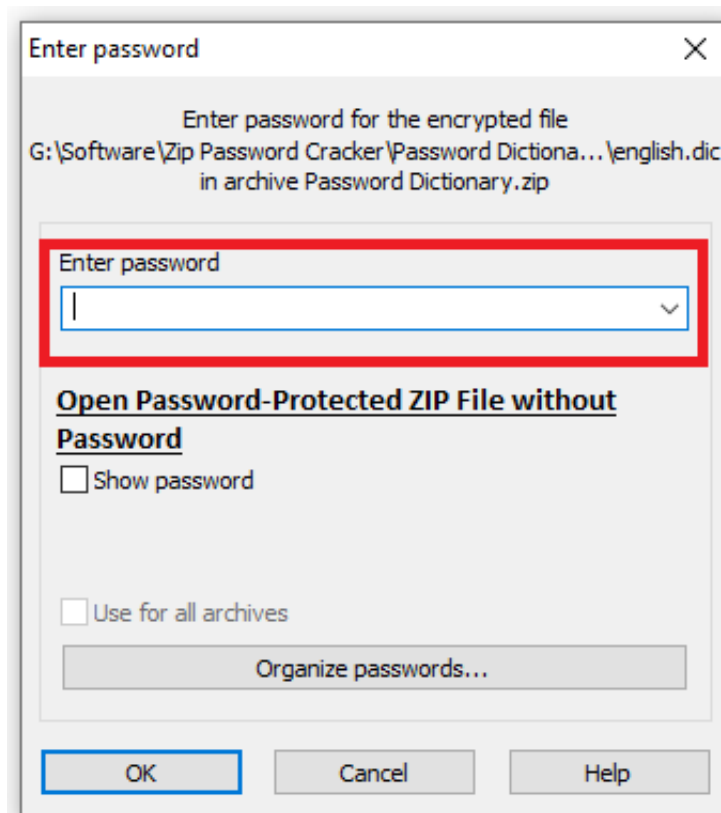 Enter password
Enter password for the encrypted file
G:\Software\Zip Password Cracker\Password Dictiona...\english.dic
in archive Password Dictionary.zip
Enter password
Open Password-Protected ZIP File without
Password
Show password
Use for all archives
Organize passwords...
OK
Cancel
Help